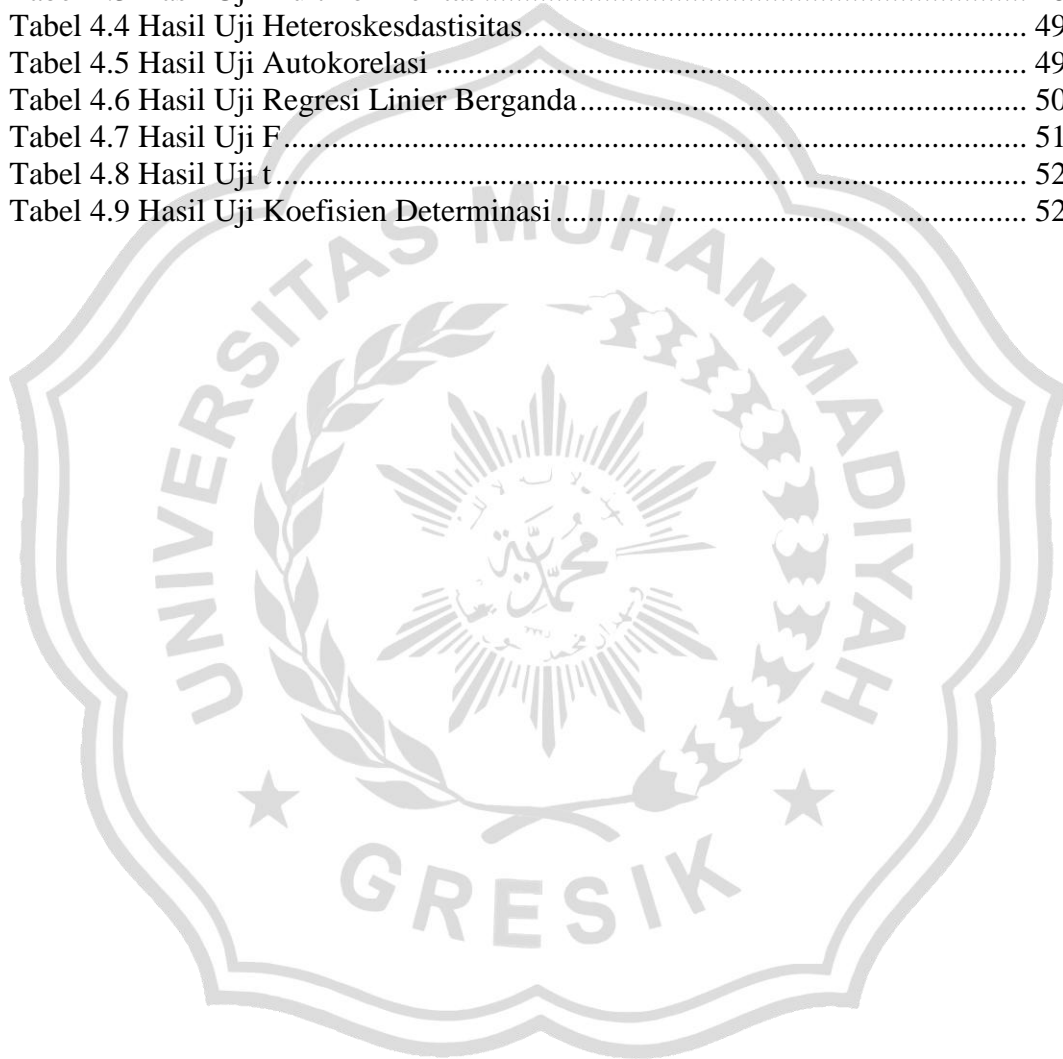 Tabel 4.4 Hasil Uji Heteroskesdastisitas.......................................................................... 49
Tabel 4.5 Hasil Uji Autokorelasi ..................................................................................... 49
Tabel 4.6 Hasil Uji Regresi Linier Berganda................................................................... 50
Tabel 4.7 Hasil Uji F........................................................................................................ 51
Tabel 4.8 Hasil Uji t......................................................................................................... 52
Tabel 4.9 Hasil Uji Koefisien Determinasi...................................................................... 52
UNIVERSITAS MUHAMMADIYAH
محمد
GRESIK